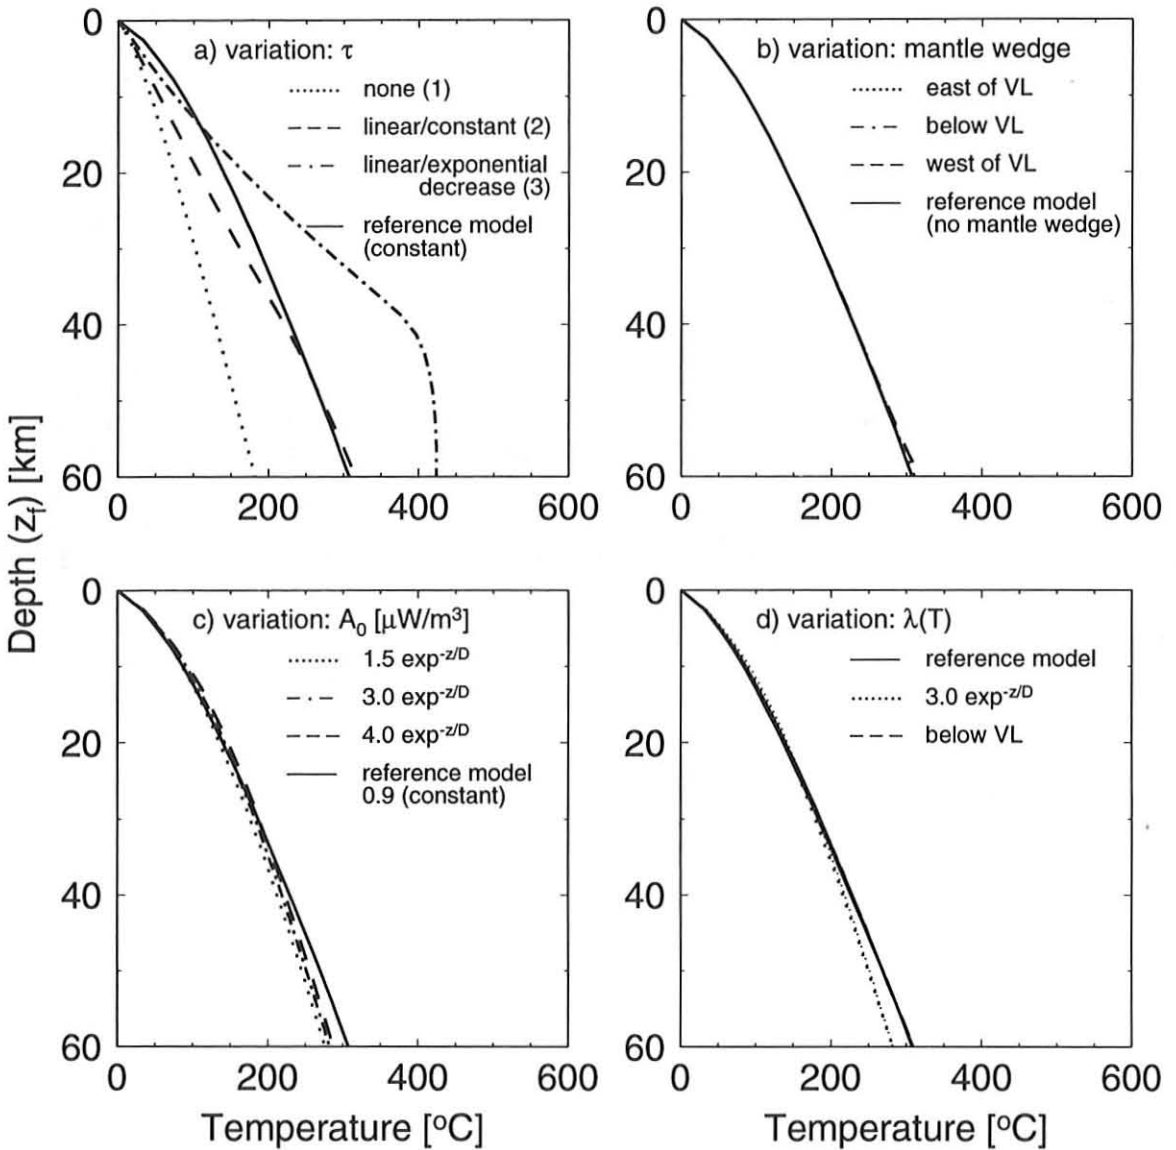 a) variation: τ
none (1)
linear/constant (2)
linear/exponential
decrease (3)
reference model
(constant)
0
20
40
60
0 200 400 600
b) variation: mantle wedge
east of VL
below VL
west of VL
reference model
(no mantle wedge)
0
20
40
60
0 200 400 600
Depth (z_f) [km]
c) variation: A_0 [μW/m³]
1.5 exp^-z/D
3.0 exp^-z/D
4.0 exp^-z/D
reference model
0.9 (constant)
0
20
40
60
0 200 400 600
Temperature [°C]
d) variation: λ(T)
reference model
3.0 exp^-z/D
below VL
0
20
40
60
0 200 400 600
Temperature [°C]